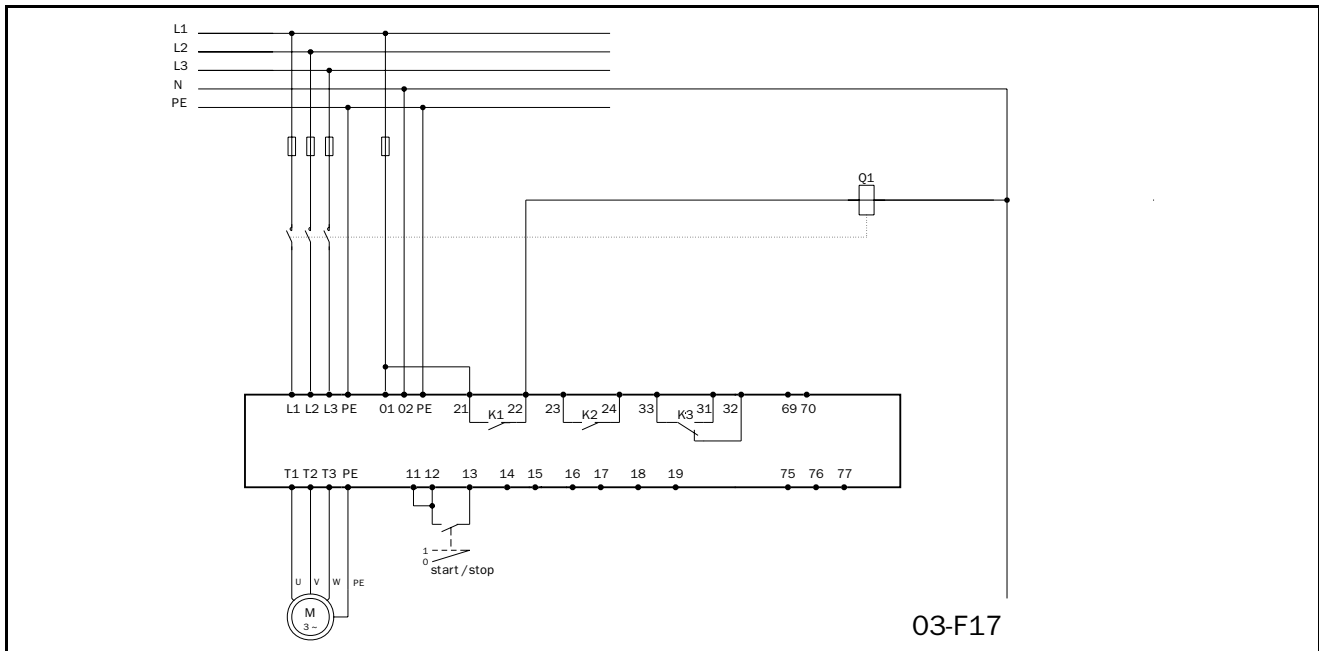 L1
L2
L3
N
PE
Q1
L1 L2 L3 PE 01 02 PE 21 K1 22 23 K2 24 33 K3 31 32 69 70
T1 T2 T3 PE 11 12 13 14 15 16 17 18 19 75 76 77
1
0
start/stop
U V W PE
M
3~
03-F17